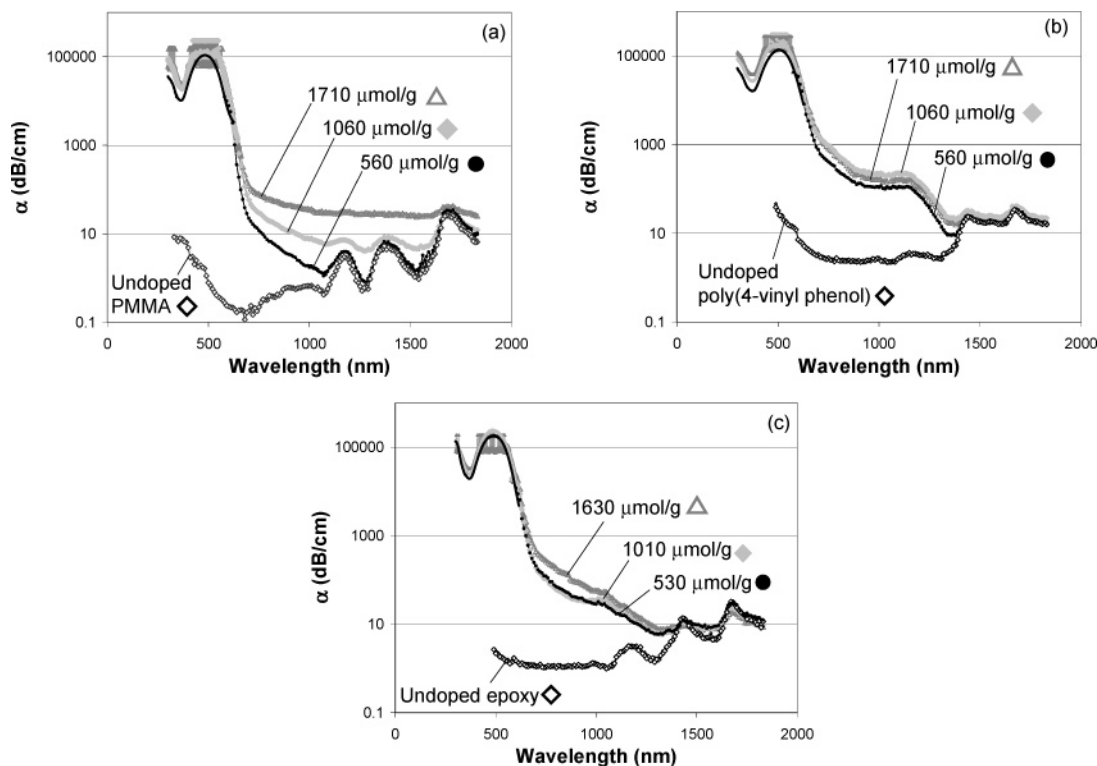 (a)
100000
1000
10
0.1
α (dB/cm)
1710 μmol/g
1060 μmol/g
560 μmol/g
Undoped
PMMA
0 500 1000 1500 2000
Wavelength (nm)
(b)
100000
1000
10
0.1
α (dB/cm)
1710 μmol/g
1060 μmol/g
560 μmol/g
Undoped
poly(4-vinyl phenol)
0 500 1000 1500 2000
Wavelength (nm)
(c)
100000
1000
10
0.1
α (dB/cm)
1630 μmol/g
1010 μmol/g
530 μmol/g
Undoped epoxy
0 500 1000 1500 2000
Wavelength (nm)